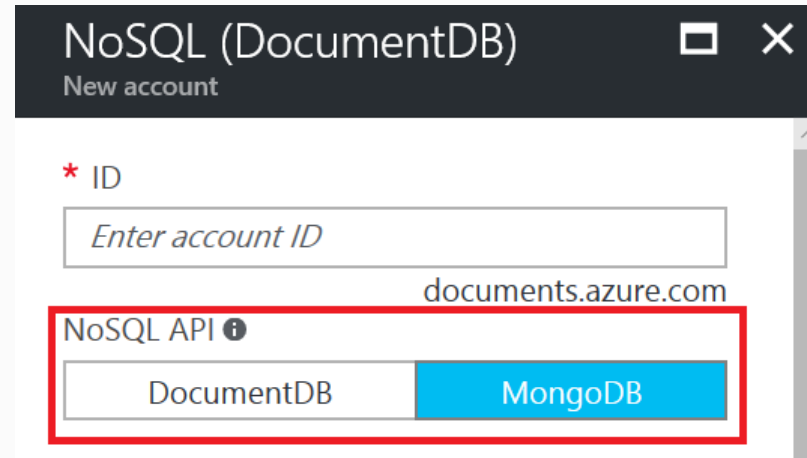 NoSQL (DocumentDB)
New account
* ID
Enter account ID
documents.azure.com
NoSQL API
DocumentDB MongoDB